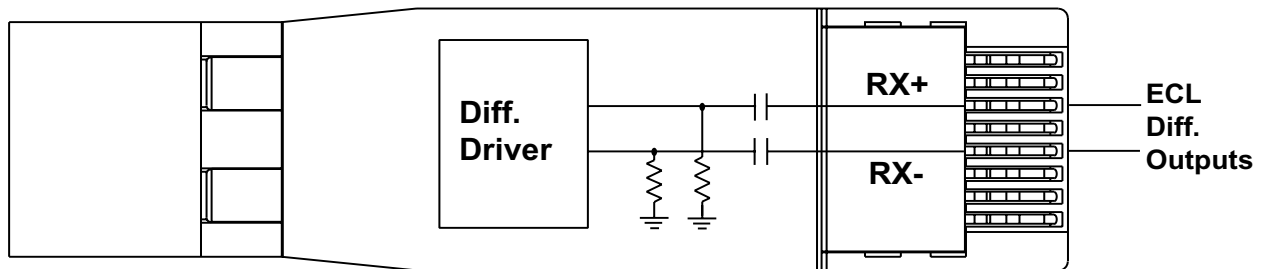 Diff.
Driver
RX+
RX-
ECL
Diff.
Outputs